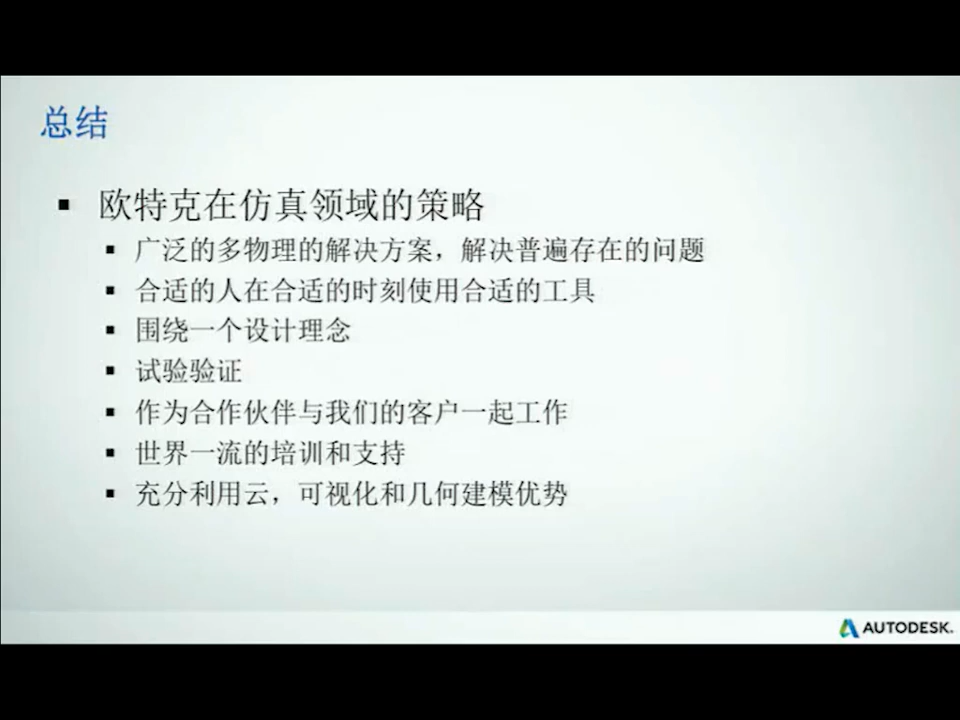 总结
▪ 欧特克在仿真领域的策略
▪ 广泛的多物理的解决方案，解决普遍存在的问题
▪ 合适的人在合适的时刻使用合适的工具
▪ 围绕一个设计理念
▪ 试验验证
▪ 作为合作伙伴与我们的客户一起工作
▪ 世界一流的培训和支持
▪ 充分利用云，可视化和几何建模优势
AUTODESK.